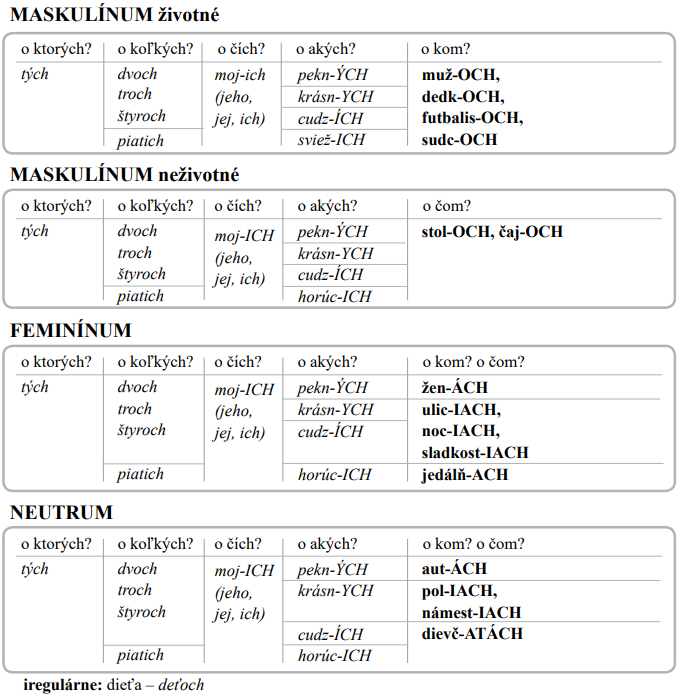 MASKULÍNUM životné
o ktorých? o koľkých? o čích? o akých? o kom?
tých dvoch moj-ich pekn-ÝCH muž-OCH,
troch (jeho, krásn-YCH dedk-OCH,
štyroch jej, ich) cudz-ÍCH futbalis-OCH,
piatich sviež-ICH sudc-OCH
MASKULÍNUM neživotné
o ktorých? o koľkých? o čích? o akých? o čom?
tých dvoch moj-ICH pekn-ÝCH stol-OCH, čaj-OCH
troch (jeho, krásn-YCH
štyroch jej, ich) cudz-ÍCH
piatich horúc-ICH
FEMINÍNUM
o ktorých? o koľkých? o čích? o akých? o kom? o čom?
tých dvoch moj-ICH pekn-ÝCH žen-ÁCH
troch (jeho, krásn-YCH ulic-IACH,
štyroch jej, ich) cudz-ÍCH noc-IACH,
sladkost-IACH
piatich horúc-ICH jedálň-ACH
NEUTRUM
o ktorých? o koľkých? o čích? o akých? o kom? o čom?
tých dvoch moj-ICH pekn-ÝCH aut-ÁCH
troch (jeho, krásn-YCH pol-IACH,
štyroch jej, ich) námest-IACH
cudz-ÍCH dievč-ATÁCH
piatich horúc-ICH
iregulárne: dieťa – deťoch